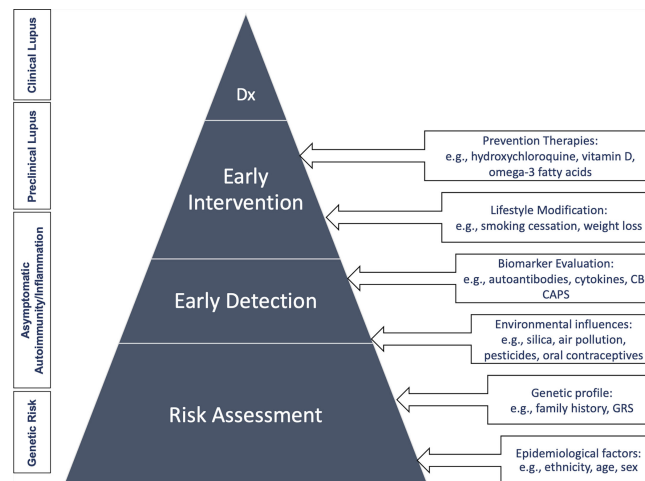 Clinical Lupus
Preclinical Lupus
Asymptomatic
Autoimmunity/Inflammation
Genetic Risk
Dx
Early
Intervention
Early Detection
Risk Assessment
Prevention Therapies:
e.g., hydroxychloroquine, vitamin D,
omega-3 fatty acids
Lifestyle Modification:
e.g., smoking cessation, weight loss
Biomarker Evaluation:
e.g., autoantibodies, cytokines, CB
CAPS
Environmental influences:
e.g., silica, air pollution,
pesticides, oral contraceptives
Genetic profile:
e.g., family history, GRS
Epidemiological factors:
e.g., ethnicity, age, sex